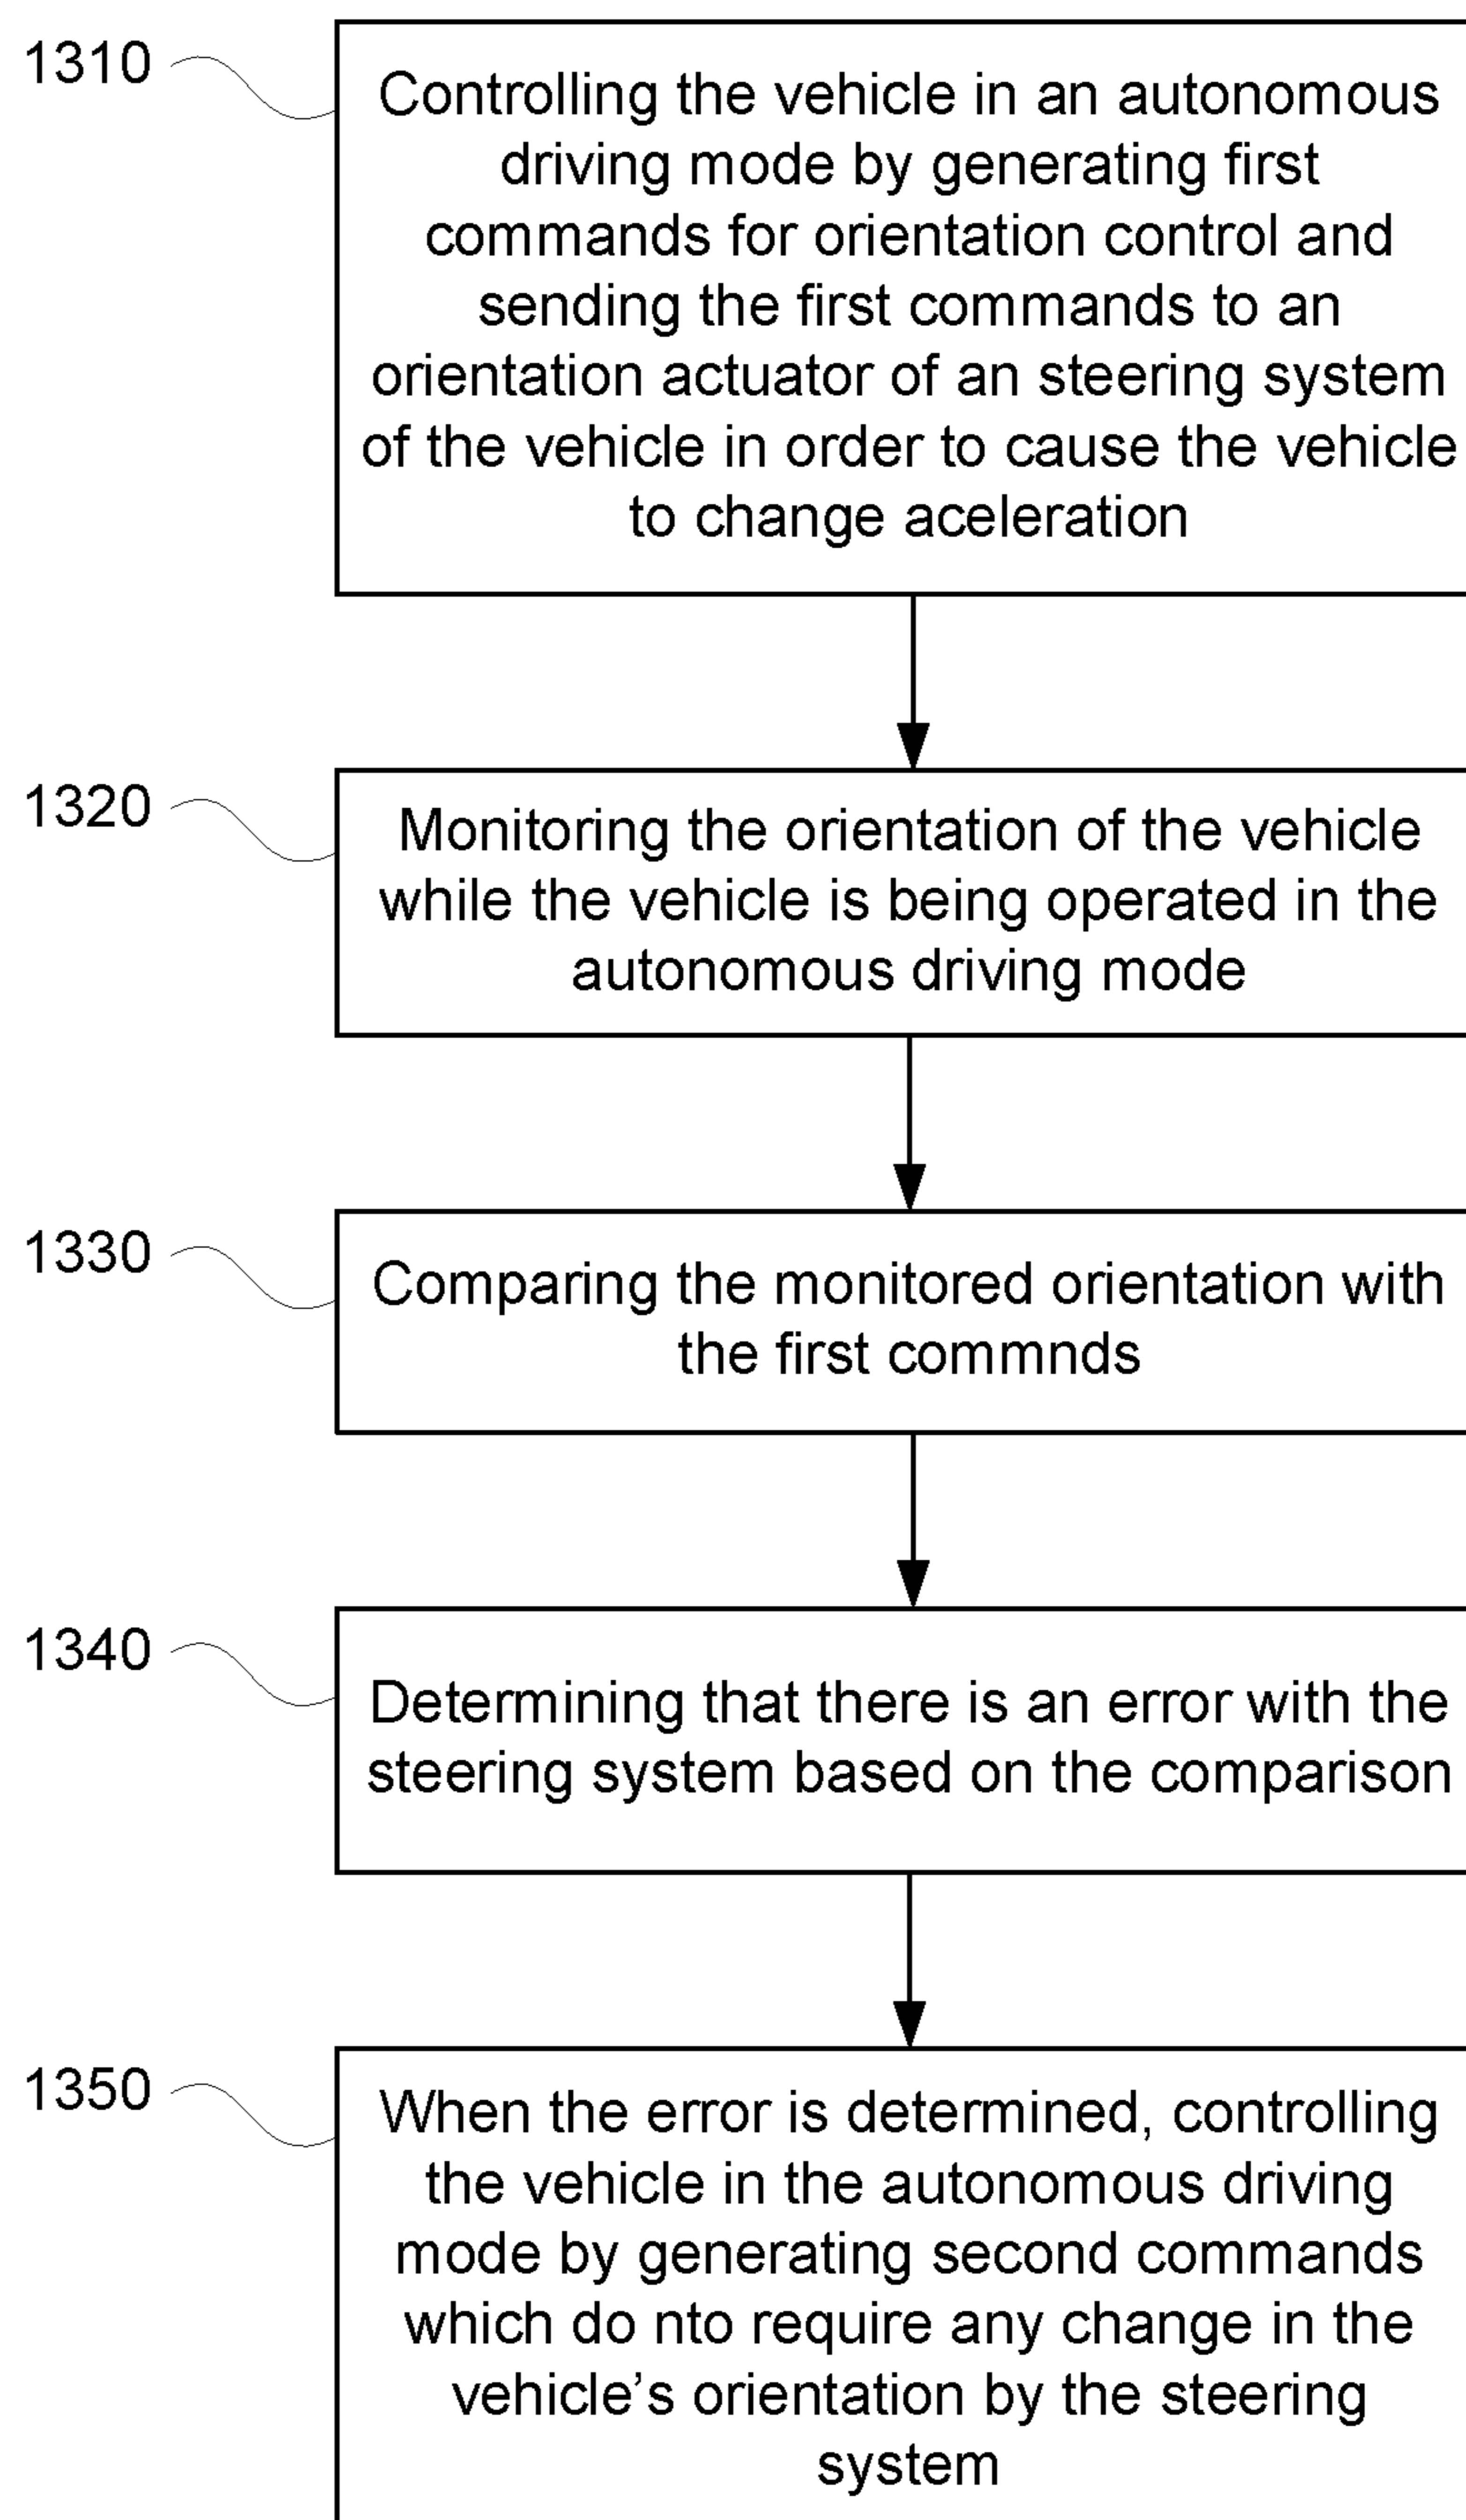 1310
Controlling the vehicle in an autonomous
driving mode by generating first
commands for orientation control and
sending the first commands to an
orientation actuator of an steering system
of the vehicle in order to cause the vehicle
to change aceleration
1320
Monitoring the orientation of the vehicle
while the vehicle is being operated in the
autonomous driving mode
1330
Comparing the monitored orientation with
the first commnds
1340
Determining that there is an error with the
steering system based on the comparison
1350
When the error is determined, controlling
the vehicle in the autonomous driving
mode by generating second commands
which do nto require any change in the
vehicle's orientation by the steering
system